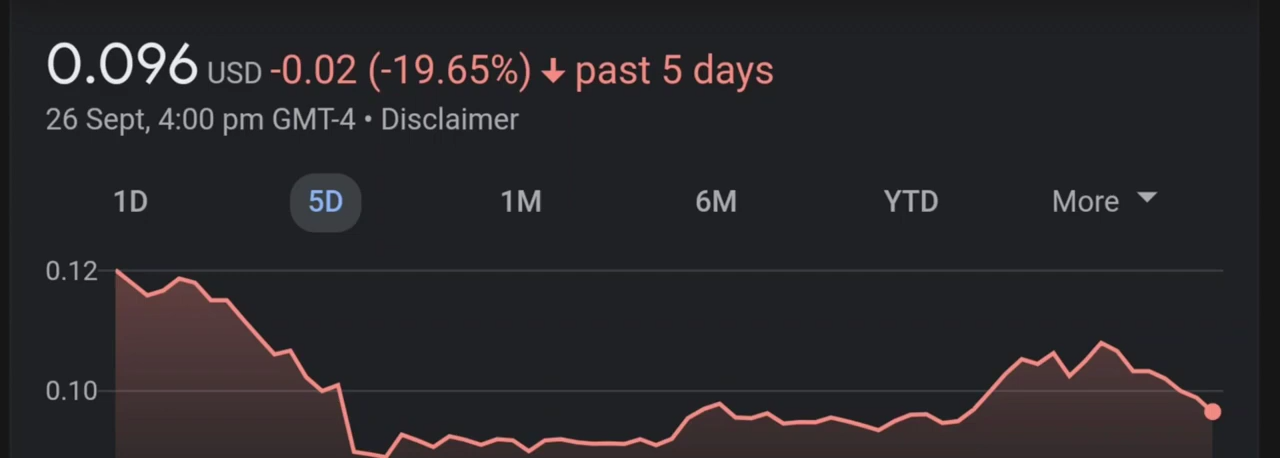 0.096 USD -0.02 (-19.65%) ↓ past 5 days
26 Sept, 4:00 pm GMT-4 • Disclaimer
1D 5D 1M 6M YTD More
0.12
0.10